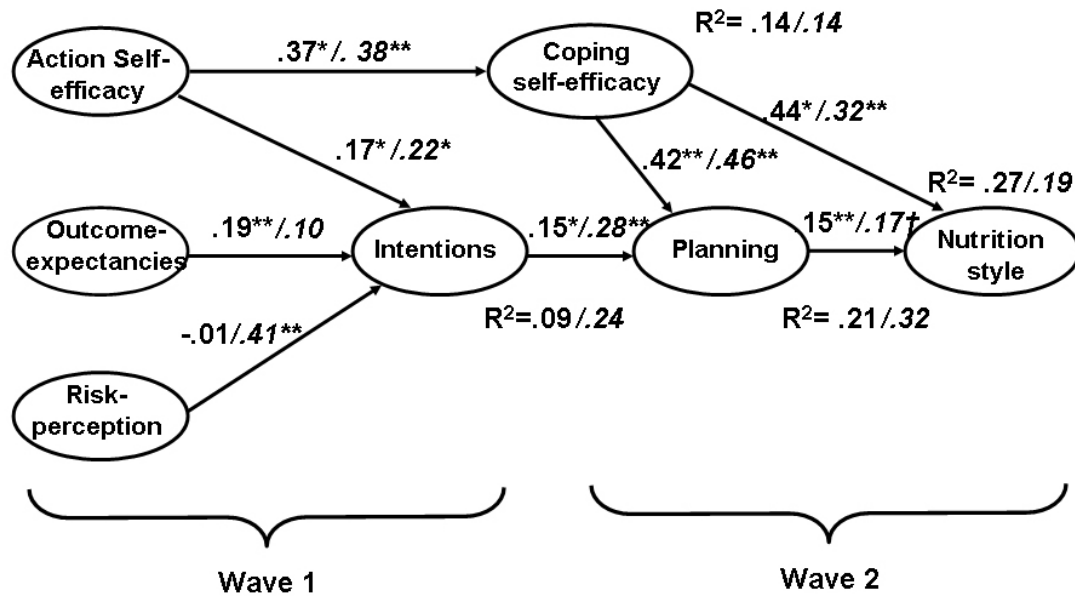 R²= .14/.14
Action Self-
efficacy
.37*/. 38**
Coping
self-efficacy
.44*/.32**
.17*/.22*
.42**/.46**
R²= .27/.19
Outcome-
expectancies
.19**/.10
Intentions
.15*/.28**
Planning
.15**/.17†
Nutrition
style
R²=.09/.24
R²= .21/.32
-.01/.41**
Risk-
perception
Wave 1
Wave 2